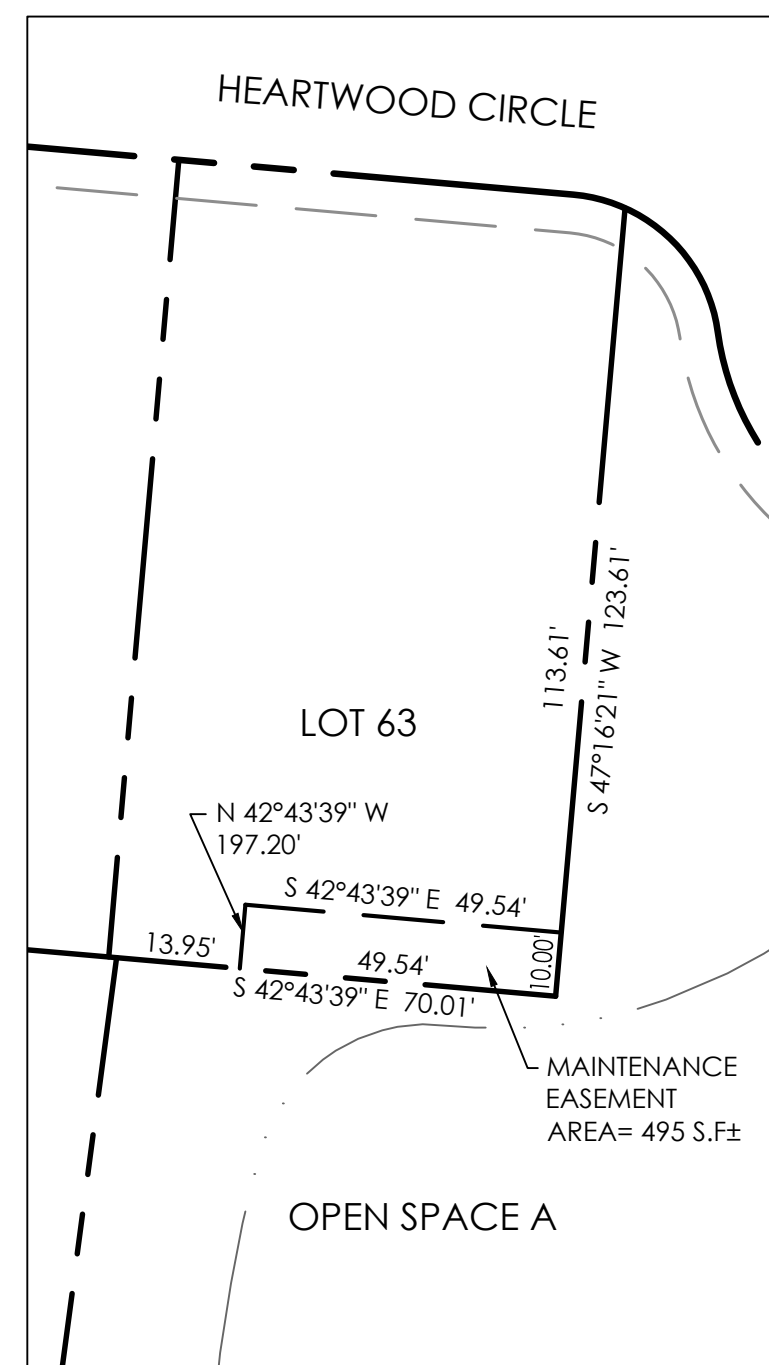 HEARTWOOD CIRCLE
113.61'
S 47°16'21" W 123.61'
LOT 63
N 42°43'39" W
197.20'
S 42°43'39" E 49.54'
13.95'
49.54'
10.00'
S 42°43'39" E 70.01'
MAINTENANCE
EASEMENT
AREA= 495 S.F±
OPEN SPACE A